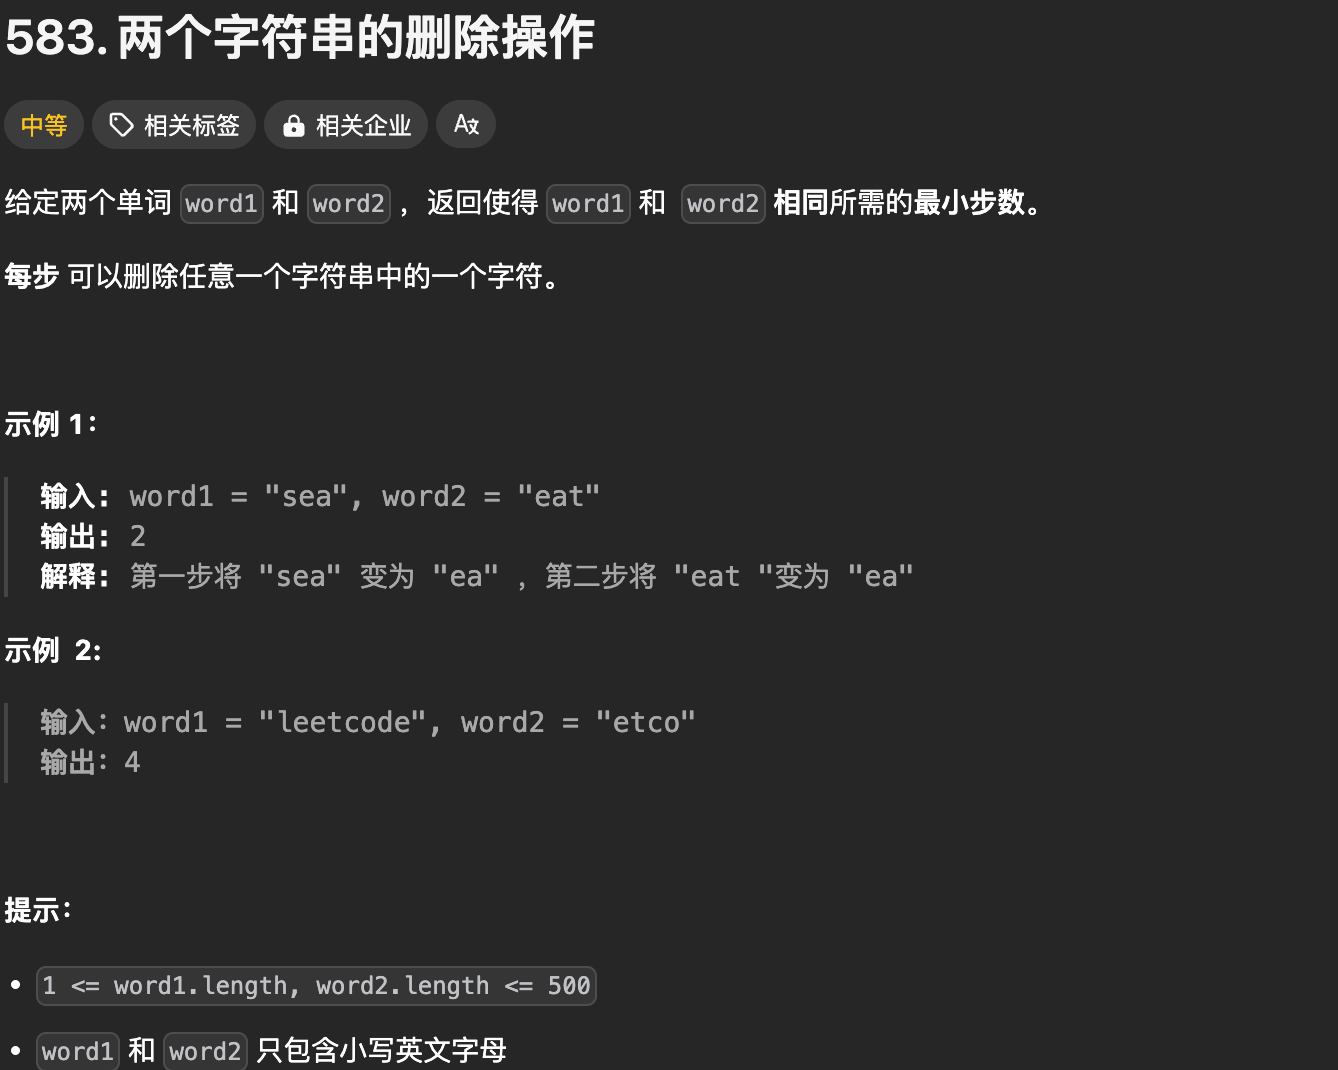 583. 两个字符串的删除操作
中等 相关标签 相关企业 A文
给定两个单词 word1 和 word2 ，返回使得 word1 和 word2 相同所需的最小步数。
每步 可以删除任意一个字符串中的一个字符。
示例 1：
输入: word1 = "sea", word2 = "eat"
输出: 2
解释: 第一步将 "sea" 变为 "ea" ，第二步将 "eat "变为 "ea"
示例 2:
输入：word1 = "leetcode", word2 = "etco"
输出：4
提示：
1 <= word1.length, word2.length <= 500
word1 和 word2 只包含小写英文字母